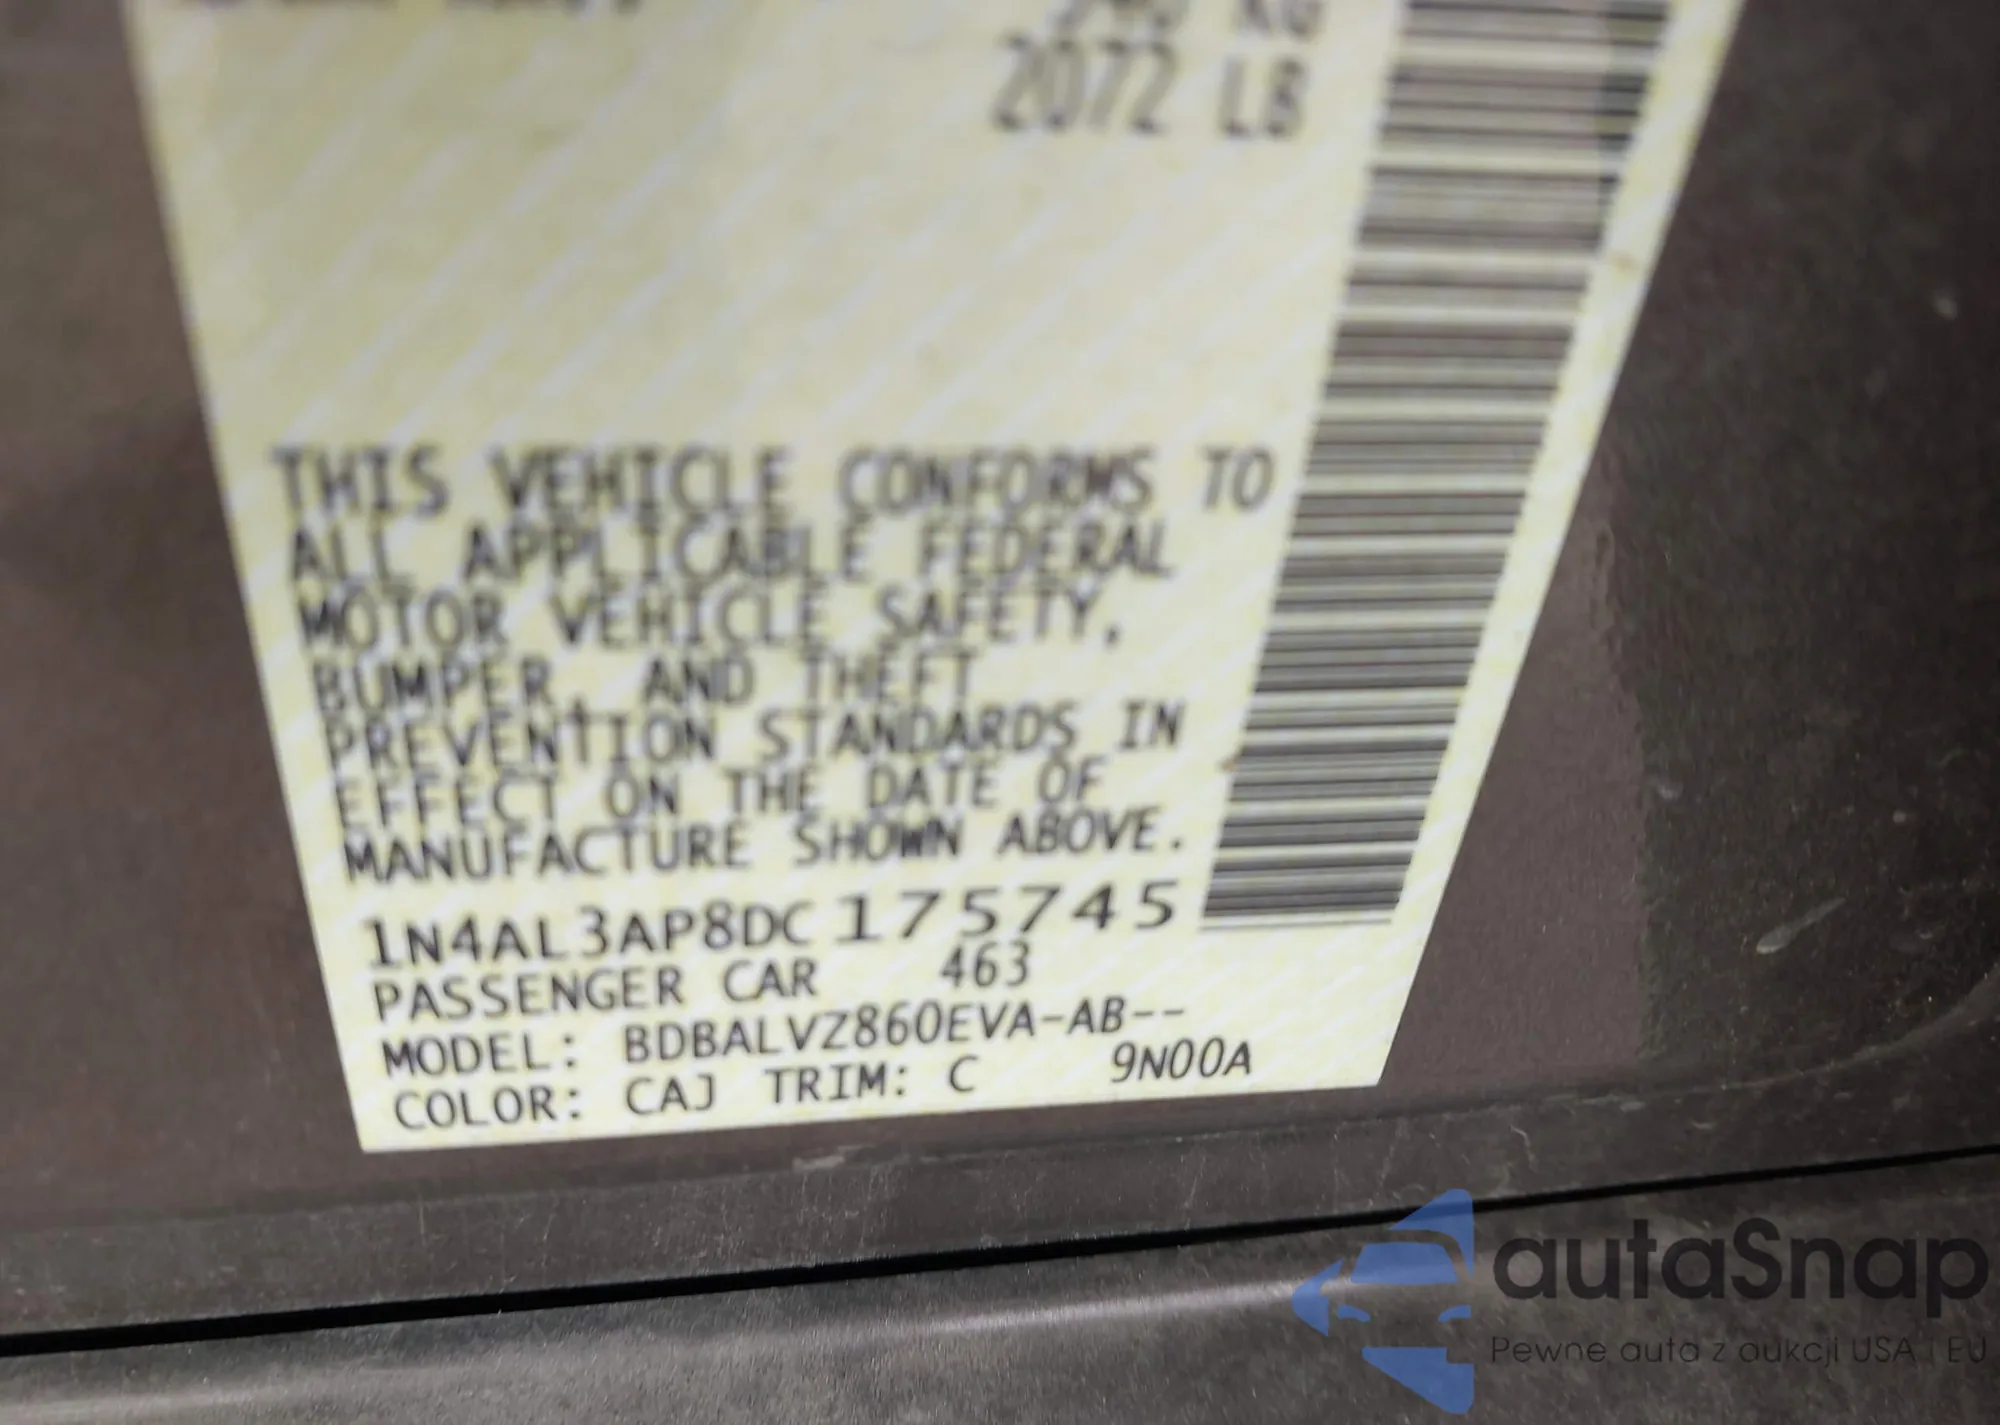 2072 LB
THIS VEHICLE CONFORMS TO
ALL APPLICABLE FEDERAL
MOTOR VEHICLE SAFETY,
BUMPER, AND THEFT
PREVENTION STANDARDS IN
EFFECT ON THE DATE OF
MANUFACTURE SHOWN ABOVE.
1N4AL3AP8DC175745
PASSENGER CAR 463
MODEL: BDBALVZ860EVA-AB--
COLOR: CAJ TRIM: C 9N00A
autaSnap
Pewne auta z aukcji USA i EU